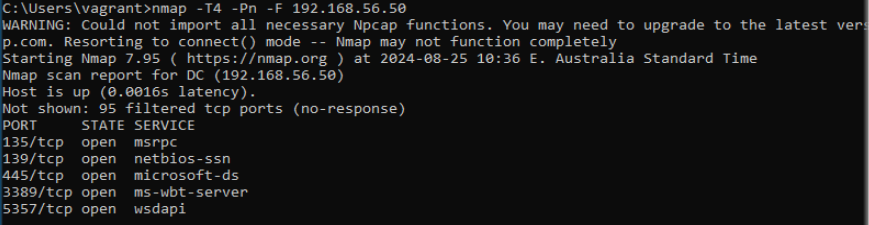 C:\Users\vagrant>nmap -T4 -Pn -F 192.168.56.50
WARNING: Could not import all necessary Npcap functions. You may need to upgrade to the latest vers
p.com. Resorting to connect() mode -- Nmap may not function completely
Starting Nmap 7.95 ( https://nmap.org ) at 2024-08-25 10:36 E. Australia Standard Time
Nmap scan report for DC (192.168.56.50)
Host is up (0.0016s latency).
Not shown: 95 filtered tcp ports (no-response)
PORT     STATE SERVICE
135/tcp  open  msrpc
139/tcp  open  netbios-ssn
445/tcp  open  microsoft-ds
3389/tcp open  ms-wbt-server
5357/tcp open  wsdapi